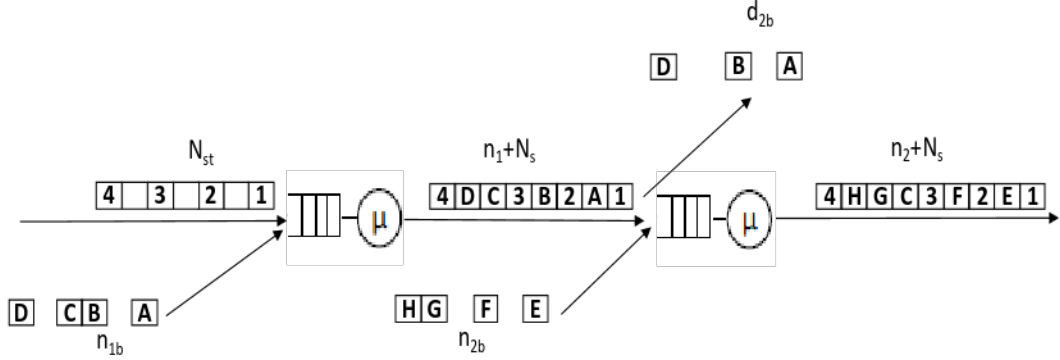 d2b
D B A
Nst
n1+Ns
n2+Ns
4 3 2 1
μ
4 D C 3 B 2 A 1
μ
4 H G C 3 F 2 E 1
D C B A
n1b
H G F E
n2b